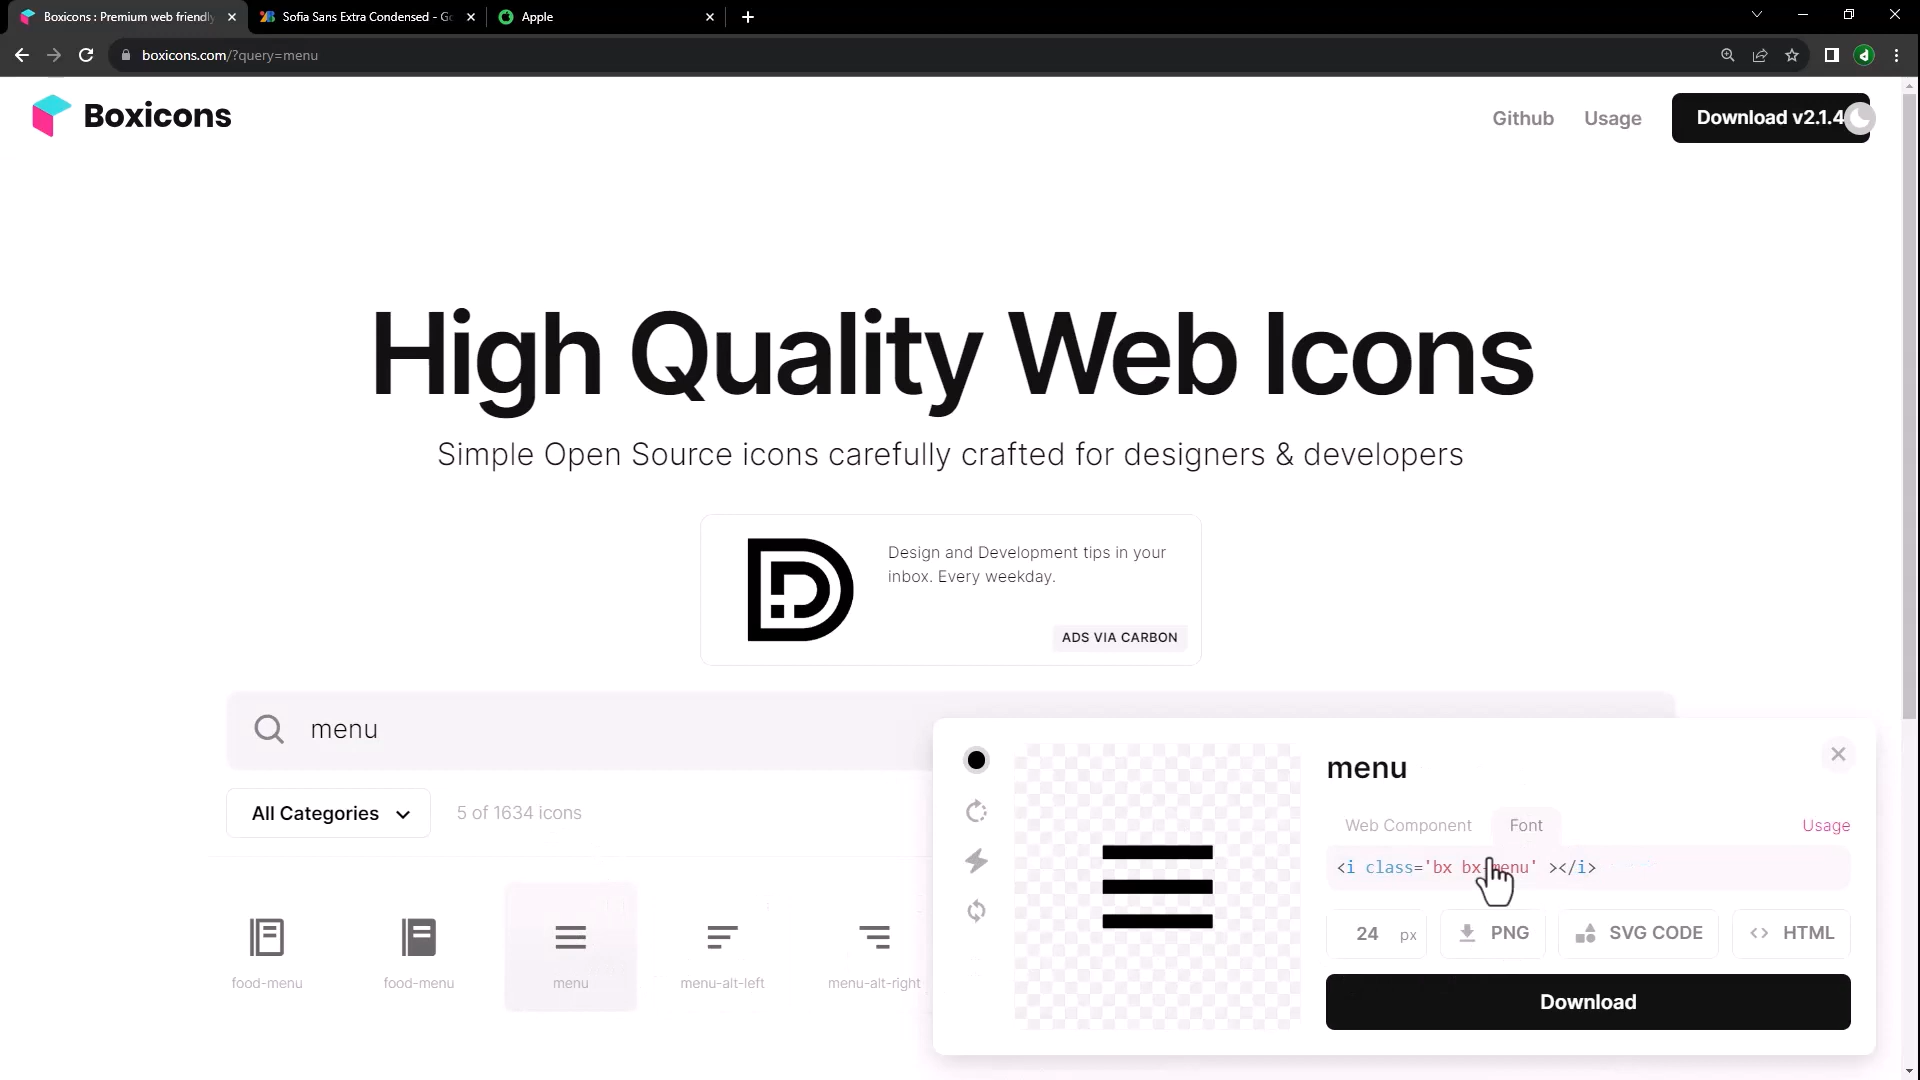 Boxicons : Premium web friendly
Sofia Sans Extra Condensed - Go
Apple
boxicons.com/?query=menu
Boxicons
Github
Usage
Download v2.1.4
High Quality Web Icons
Simple Open Source icons carefully crafted for designers & developers
Design and Development tips in your
inbox. Every weekday.
ADS VIA CARBON
menu
All Categories
5 of 1634 icons
food-menu
food-menu
menu
menu-alt-left
menu-alt-right
menu
Web Component
Font
Usage
<i class='bx bx-menu' ></i>
24 px
PNG
SVG CODE
HTML
Download